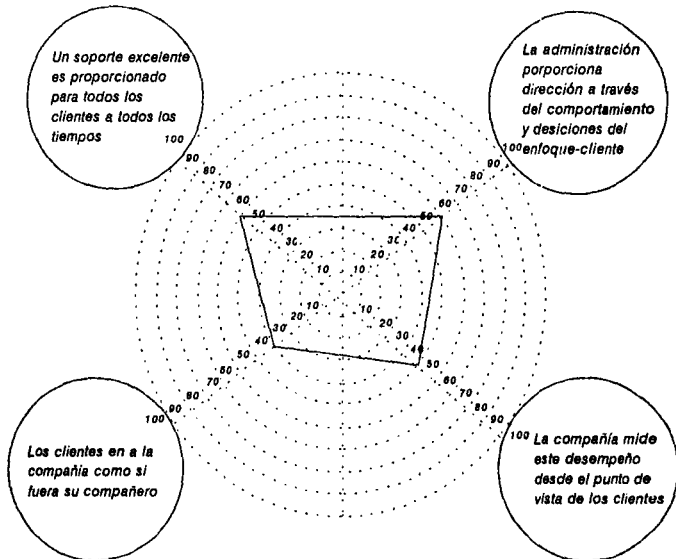 Un soporte excelente
es proporcionado
para todos los
clientes a todos los
tiempos
La administración
porporciona
dirección a través
del comportamiento
y desiciones del
enfoque-cliente
100
90
80
70
60
50
40
30
20
10
100
90
80
70
60
50
40
30
20
10
10
20
30
40
50
60
70
80
90
100
10
20
30
40
50
60
70
80
90
100
Los clientes en a la
compañía como si
fuera su compañero
La compañía mide
este desempeño
desde el punto de
vista de los clientes